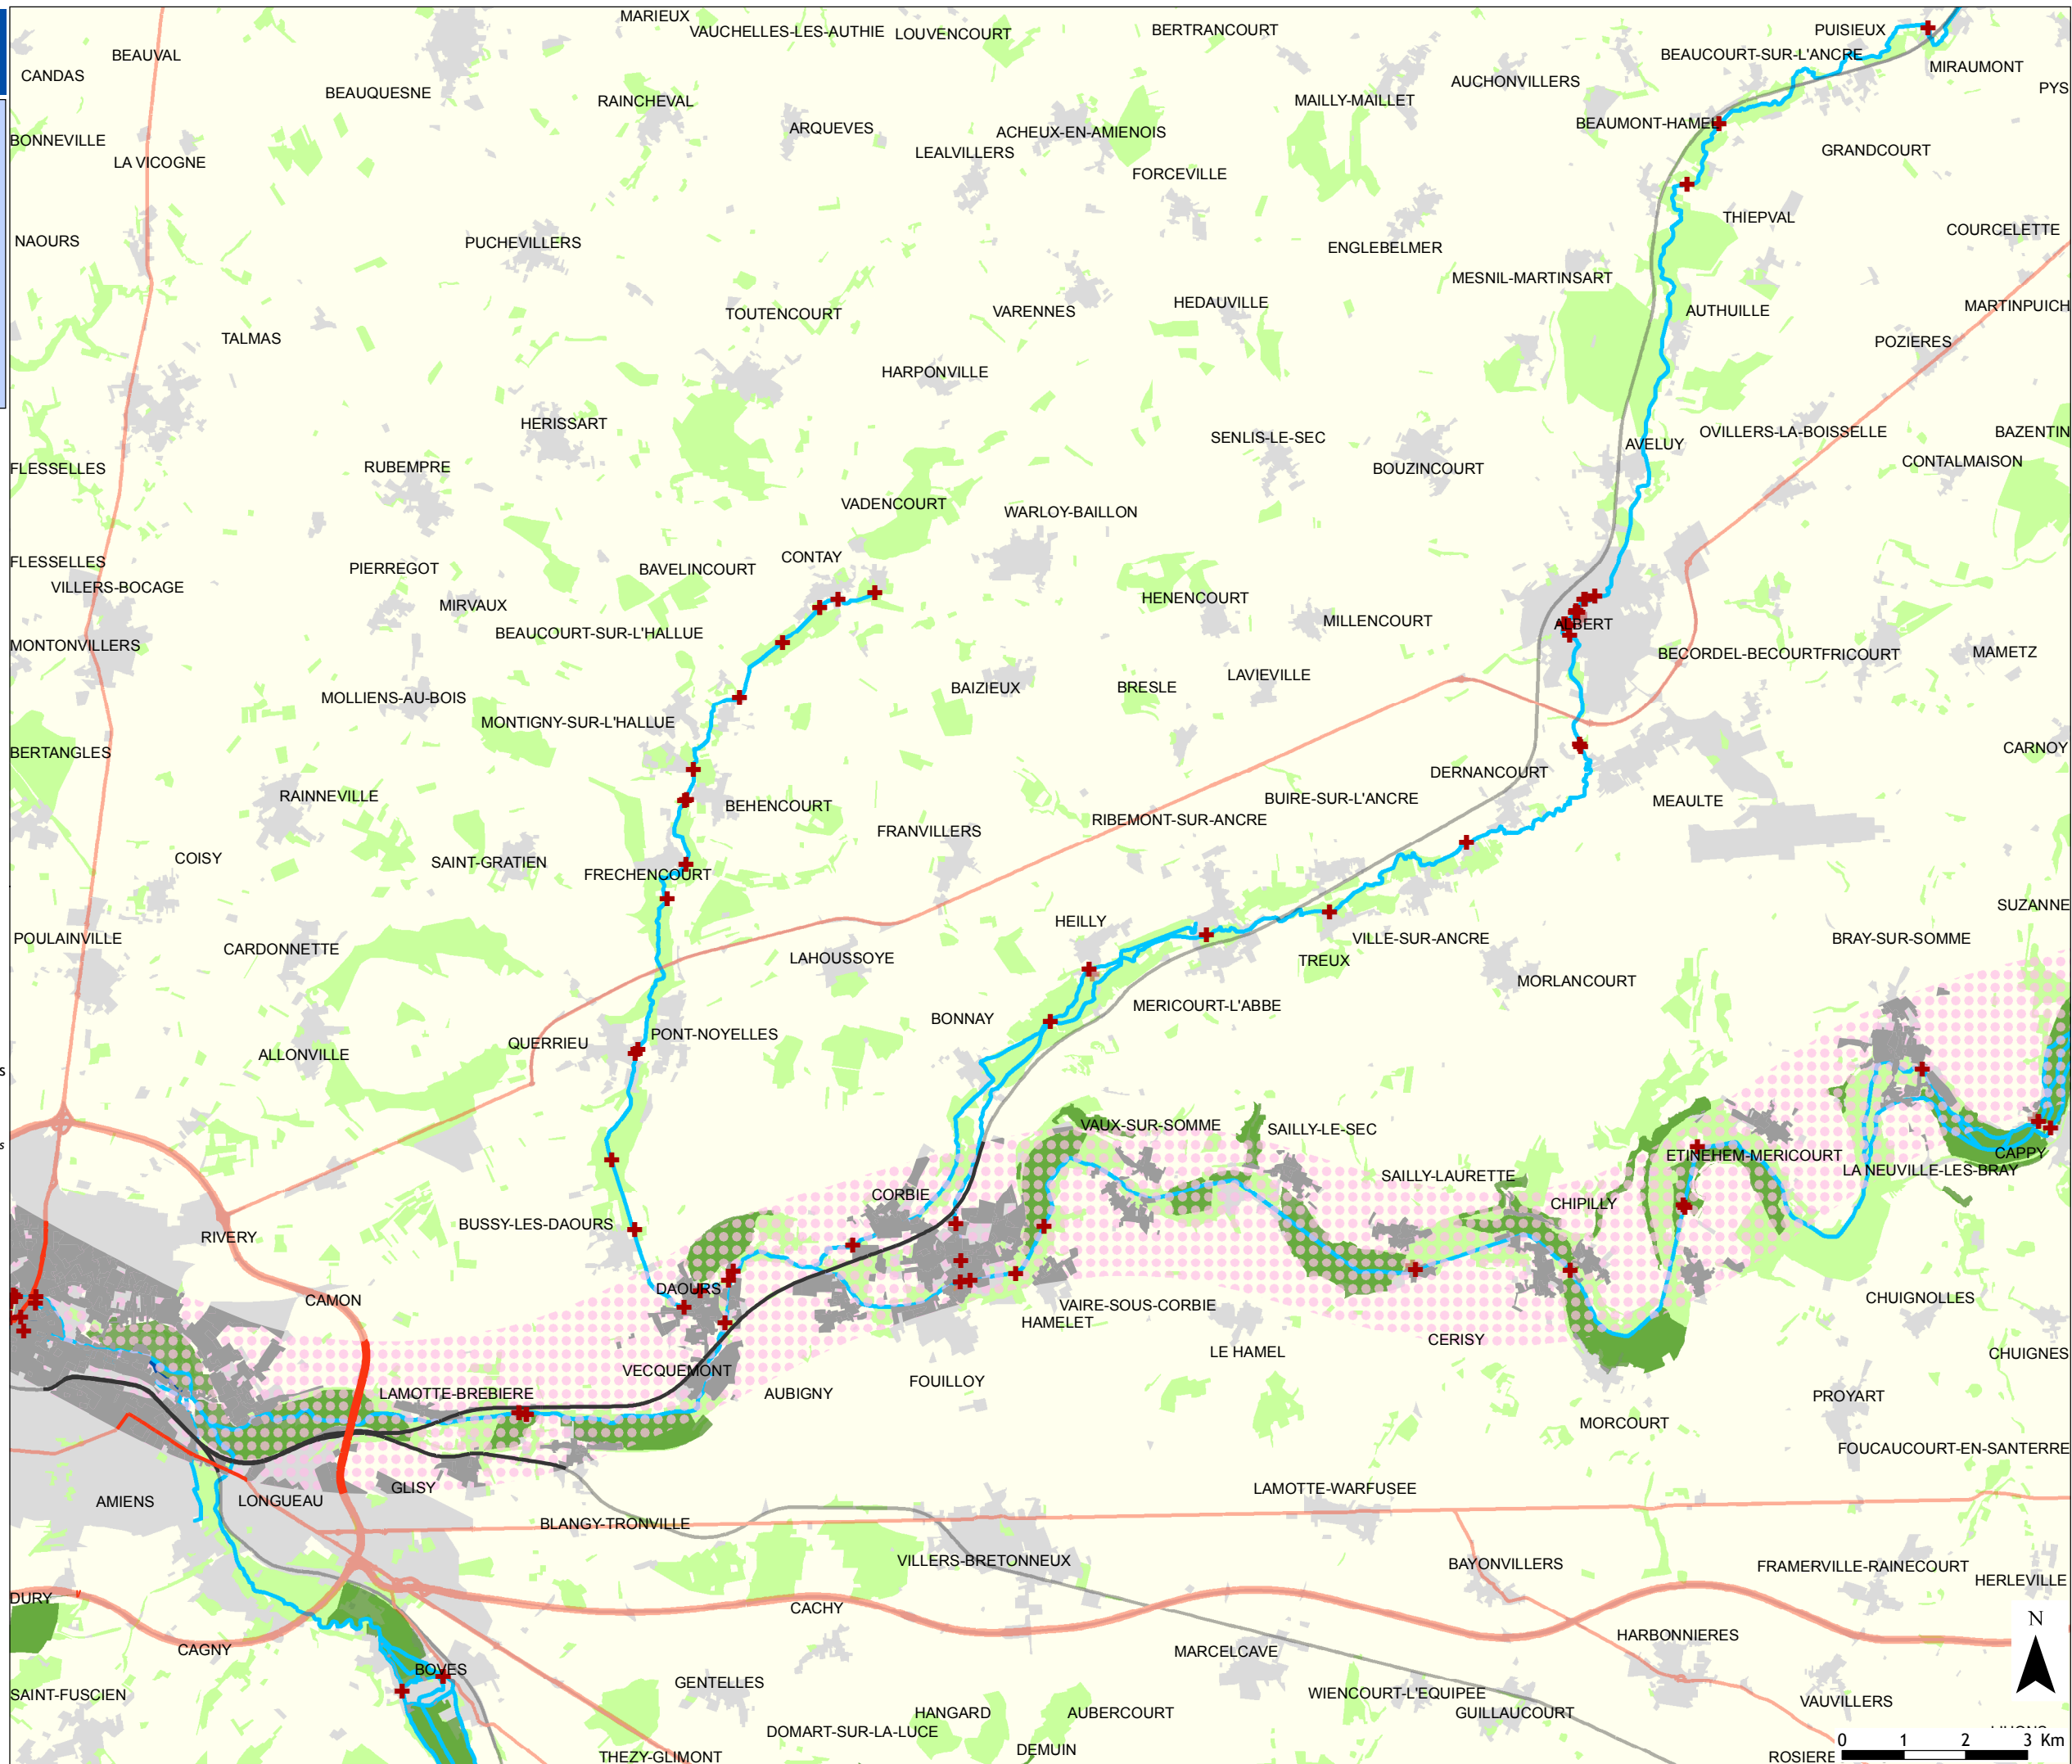 MARIEUX
VAUCHELLES-LES-AUTHIE
LOUVENCOURT
BERTRANCOURT
PUISIEUX
BEAUVAL
BEAUCOURT-SUR-L'ANCRE
MIRAUMONT
CANDAS
AUCHONVILLERS
PYS
BEAUQUESNE
RAINCHEVAL
MAILLY-MAILLET
ARQUEVES
ACHEUX-EN-AMIENOIS
BEAUMONT-HAMEL
BONNEVILLE
LEALVILLERS
GRANDCOURT
LA VICOGNE
FORCEVILLE
THIEPVAL
COURCELETTE
NAOURS
PUCHEVILLERS
ENGLEBELMER
MESNIL-MARTINSART
HEDAUVILLE
MARTINPUICH
TOUTENCOURT
VARENNES
AUTHUILLE
TALMAS
POZIERES
HARPONVILLE
HERISSART
SENLIS-LE-SEC
OVILLERS-LA-BOISSELLE
BAZENTIN
AVELUY
FLESSELLES
RUBEMPRE
BOUZINCOURT
CONTALMAISON
VADENCOURT
WARLOY-BAILLON
FLESSELLES
CONTAY
PIERREGOT
BAVELINCOURT
VILLERS-BOCAGE
MIRVAUX
HENENCOURT
MILLENCOURT
ALBERT
BEAUCOURT-SUR-L'HALLUE
MONTONVILLERS
BECORDEL-BECOURT
FRICOURT
MAMETZ
LAVIEVILLE
BAIZIEUX
BRESLE
MOLLIENS-AU-BOIS
MONTIGNY-SUR-L'HALLUE
BERTANGLES
CARNOY
DERNANCOURT
RAINNEVILLE
BEHENCOURT
BUIRE-SUR-L'ANCRE
MEAULTE
RIBEMONT-SUR-ANCRE
FRANVILLERS
COISY
SAINT-GRATIEN
FRECHENCOURT
SUZANNE
HEILLY
POULAINVILLE
CARDONNETTE
VILLE-SUR-ANCRE
BRAY-SUR-SOMME
LAHOUSSOYE
TREUX
MORLANCOURT
MERICOURT-L'ABBE
BONNAY
PONT-NOYELLES
QUERRIEU
ALLONVILLE
s
VAUX-SUR-SOMME
SAILLY-LE-SEC
s
ETINEHEM-MERICOURT
CAPPY
LA NEUVILLE-LES-BRAY
SAILLY-LAURETTE
CORBIE
CHIPILLY
BUSSY-LES-DAOURS
RIVERY
DAOURS
CAMON
CHUIGNOLLES
VAIRE-SOUS-CORBIE
HAMELET
CERISY
LE HAMEL
CHUIGNES
VECQUEMONT
FOUILLOY
LAMOTTE-BREBIERE
AUBIGNY
PROYART
MORCOURT
FOUCAUCOURT-EN-SANTERRE
GLISY
LAMOTTE-WARFUSEE
AMIENS
LONGUEAU
BLANGY-TRONVILLE
VILLERS-BRETONNEUX
BAYONVILLERS
FRAMERVILLE-RAINECOURT
HERLEVILLE
DURY
CACHY
N
HARBONNIERES
CAGNY
MARCELCAVE
BOVES
GENTELLES
SAINT-FUSCIEN
WIENCOURT-L'EQUIPEE
VAUVILLERS
HANGARD
AUBERCOURT
GUILLAUCOURT
DOMART-SUR-LA-LUCE
DEMUIN
THEZY-GLIMONT
ROSIERE
0 1 2 3 Km